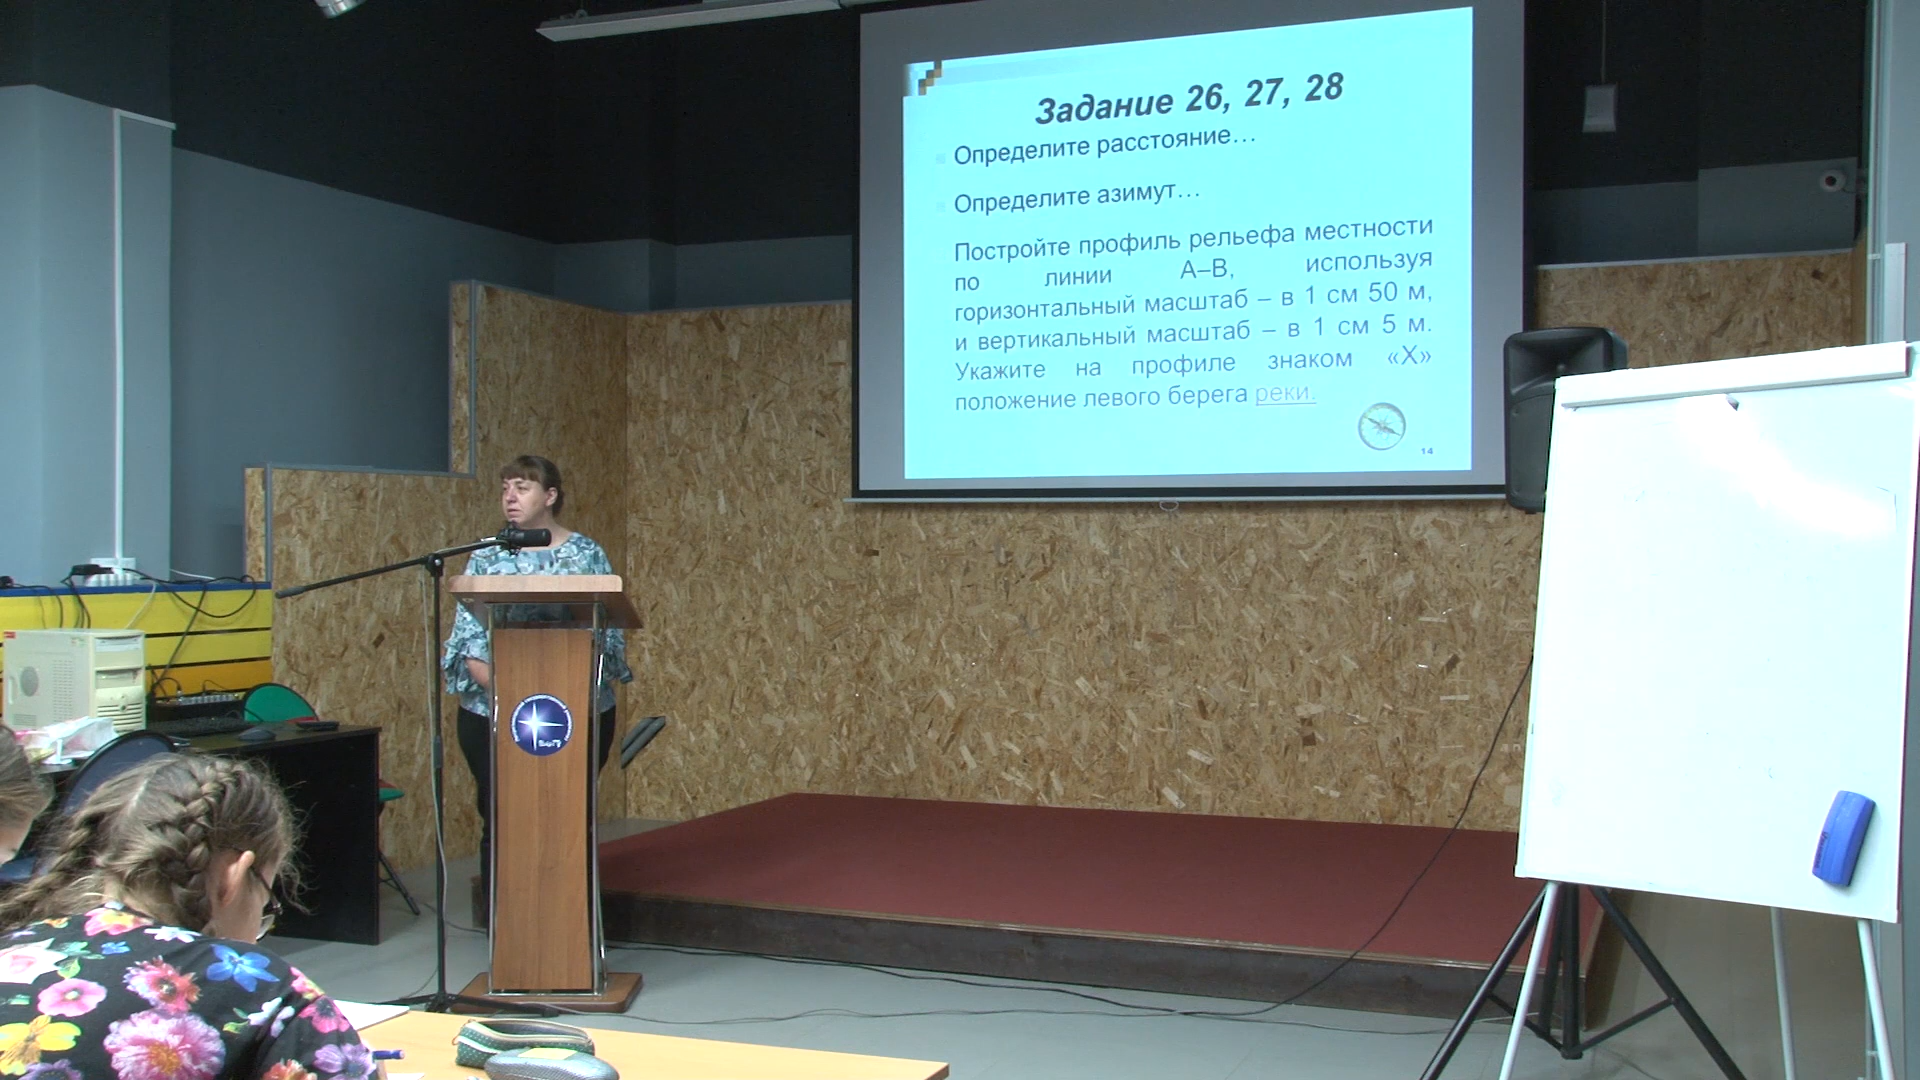 Задание 26, 27, 28
Определите расстояние…
Определите азимут…
Постройте профиль рельефа местности
по линии А–В, используя
горизонтальный масштаб – в 1 см 50 м,
и вертикальный масштаб – в 1 см 5 м.
Укажите на профиле знаком «Х»
положение левого берега реки.
14